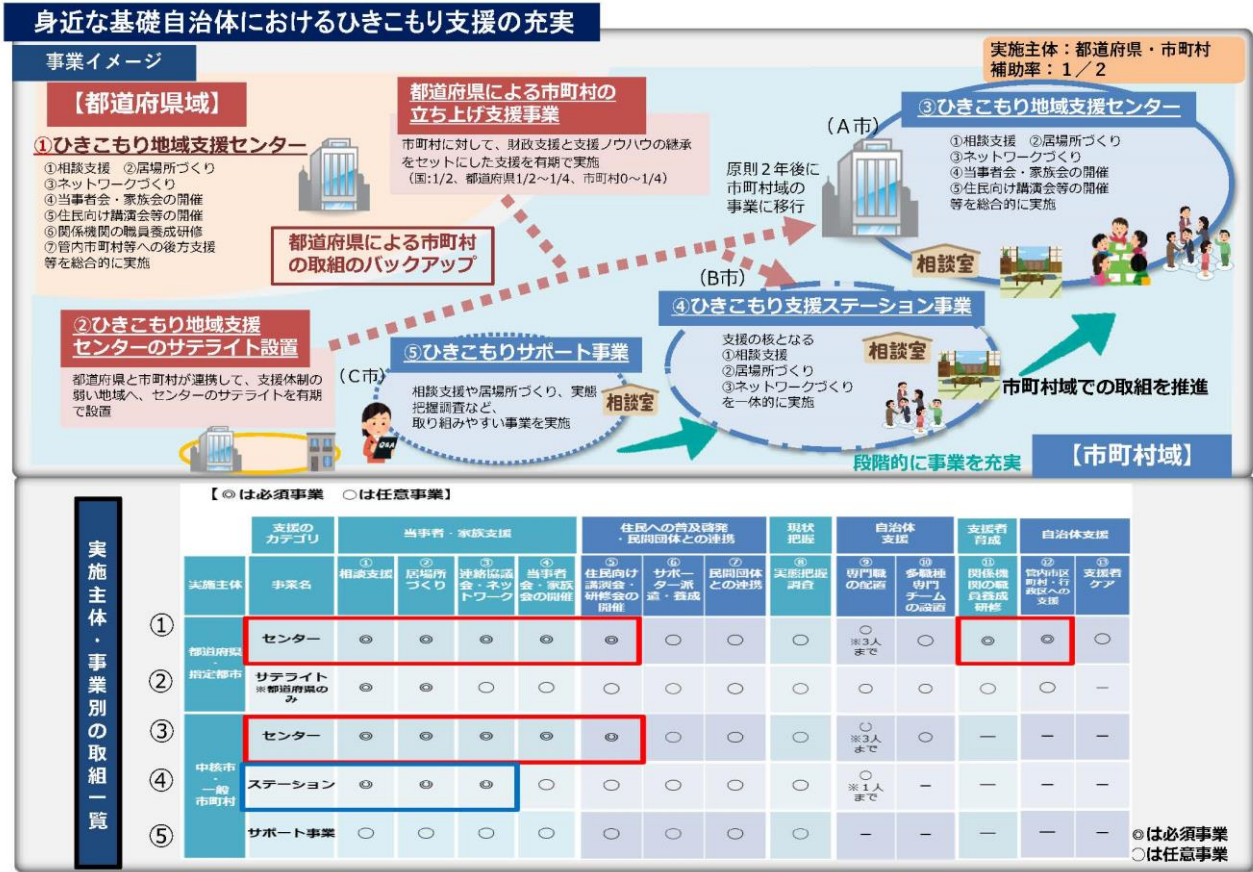 身近な基礎自治体におけるひきこもり支援の充実
事業イメージ
実施主体：都道府県・市町村
補助率：１／２
【都道府県域】
①ひきこもり地域支援センター
①相談支援　②居場所づくり
③ネットワークづくり
④当事者会・家族会の開催
⑤住民向け講演会等の開催
⑥関係機関の職員養成研修
⑦管内市町村等への後方支援
等を総合的に実施
都道府県による市町村の
立ち上げ支援事業
市町村に対して、財政支援と支援ノウハウの継承
をセットにした支援を有期で実施
（国:1/2、都道府県1/2～1/4、市町村0～1/4）
都道府県による市町村
の取組のバックアップ
原則２年後に
市町村域の
事業に移行
（Ａ市）
③ひきこもり地域支援センター
①相談支援　②居場所づくり
③ネットワークづくり
④当事者会・家族会の開催
⑤住民向け講演会等の開催
等を総合的に実施
相談室
②ひきこもり地域支援
センターのサテライト設置
都道府県と市町村が連携して、支援体制の
弱い地域へ、センターのサテライトを有期
で設置
（C市）
Q&A
⑤ひきこもりサポート事業
相談支援や居場所づくり、実態
把握調査など、
取り組みやすい事業を実施
相談室
（B市）
④ひきこもり支援ステーション事業
支援の核となる
①相談支援
②居場所づくり
③ネットワークづくり
を一体的に実施
相談室
市町村域での取組を推進
段階的に事業を充実
【市町村域】
実施主体・事業別の取組一覧
【◎は必須事業　○は任意事業】
支援のカテゴリ 当事者・家族支援 住民への普及啓発・民間団体との連携 現状把握 自治体支援 支援者育成 自治体支援
実施主体 事業名 ①相談支援 ②居場所づくり ③連絡協議会・ネットワーク ④当事者会・家族会の開催 ⑤住民向け講演会・研修会の開催 ⑥サポーター派遣・養成 ⑦民間団体との連携 ⑧実態把握調査 ⑨専門職の配置 ⑩多職種専門チームの設置 ⑪関係機関の職員養成研修 ⑫管内市区町村・行政区への支援 ⑬支援者ケア
都道府県・指定都市
① センター ◎ ◎ ◎ ◎ ◎ ○ ○ ○ ○※3人まで ○ ◎ ◎ ○
② サテライト※都道府県のみ ◎ ◎ ○ ○ ○ ○ ○ ○ ○ ○ ○ ○ －
中核市・一般市町村
③ センター ◎ ◎ ◎ ◎ ◎ ○ ○ ○ ○※3人まで ○ － － －
④ ステーション ◎ ◎ ◎ ○ ○ ○ ○ ○ ○※１人まで － － － －
⑤ サポート事業 ○ ○ ○ ○ ○ ○ ○ ○ － － － － －
◎は必須事業
○は任意事業